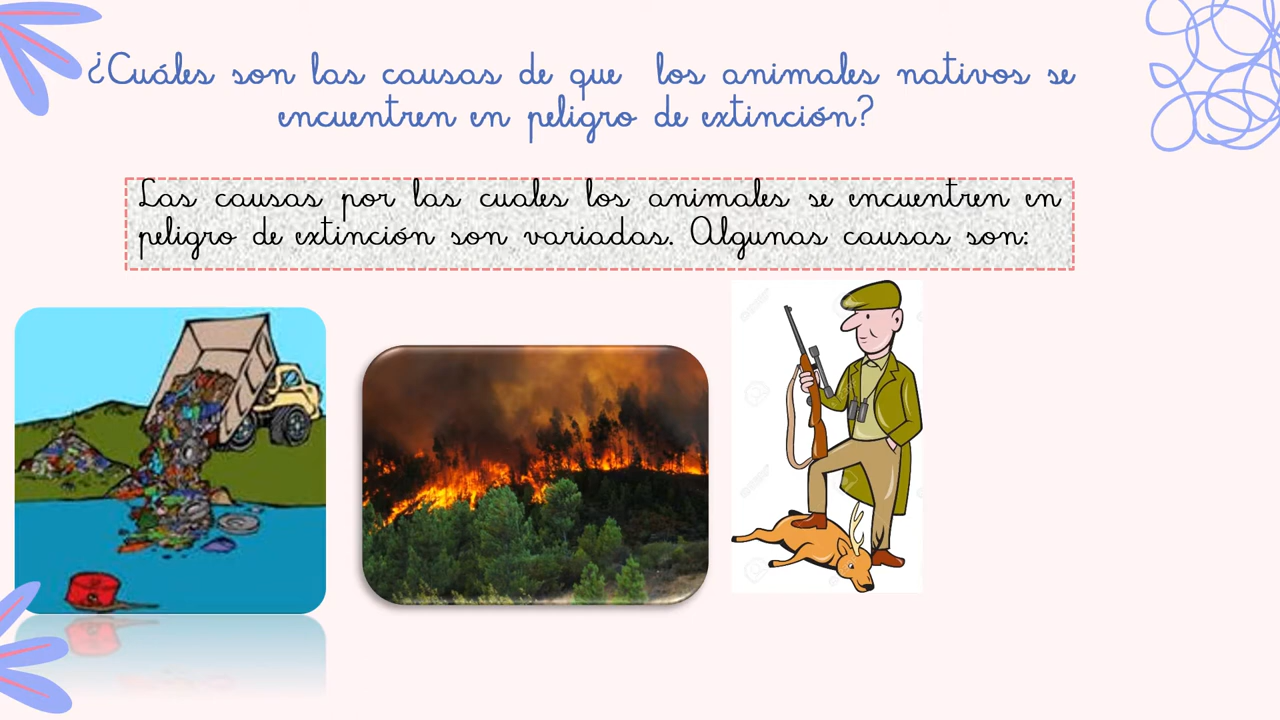 ¿Cuáles son las causas de que los animales nativos se
encuentren en peligro de extinción?
Las causas por las cuales los animales se encuentren en
peligro de extinción son variadas. Algunas causas son: